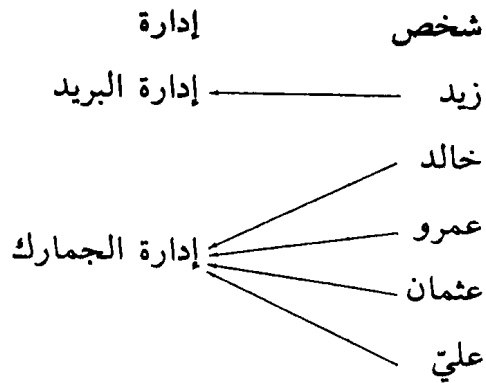 شخص إدارة
زيد إدارة البريد
خالد
عمرو إدارة الجمارك
عثمان
عليّ